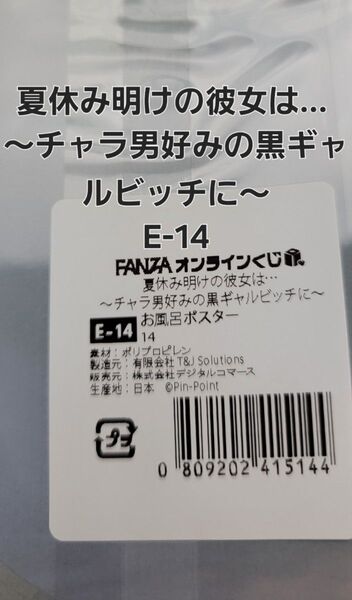 夏休み明けの彼女は...
～チャラ男好みの黒ギャ
ルビッチに～
E-14
FANZA オンラインくじ
夏休み明けの彼女は…
～チャラ男好みの黒ギャルビッチに～
E-14 お風呂ポスター
14
素材：ポリプロピレン
製造元：有限会社T&J Solutions
販売元：株式会社デジタルコマース
生産地：日本 ©Pin-Point
プラ
0 809202 415144